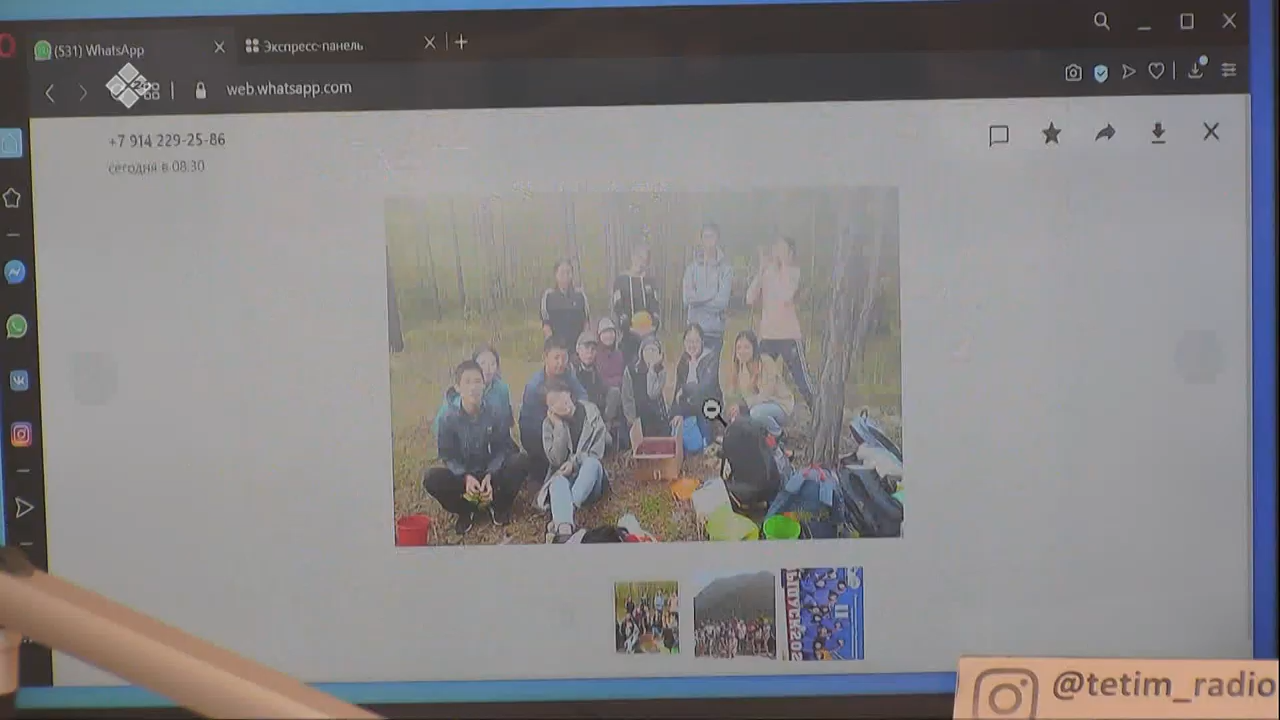 (531) WhatsApp
Экспресс-панель
web.whatsapp.com
+7 914 229-25-86
сегодня в 08:30
@tetim_radio